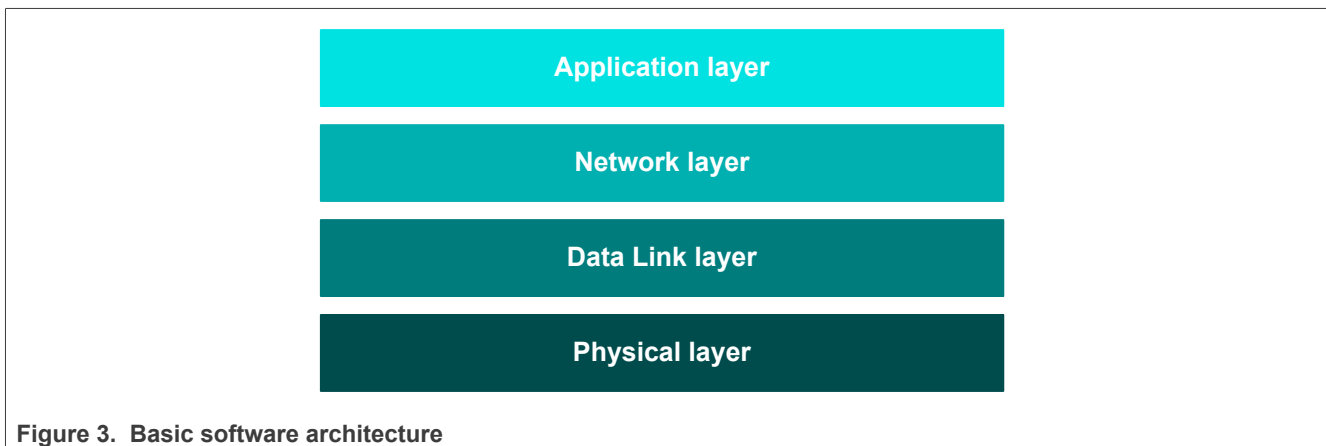 Application layer
Network layer
Data Link layer
Physical layer
Figure 3. Basic software architecture